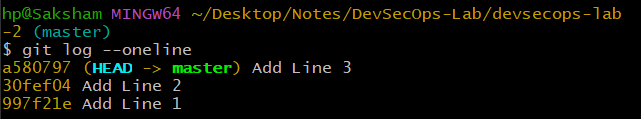 hp@Saksham MINGW64 ~/Desktop/Notes/DevSecOps-Lab/devsecops-lab
-2 (master)
$ git log --oneline
a580797 (HEAD -> master) Add Line 3
30fef04 Add Line 2
997f21e Add Line 1